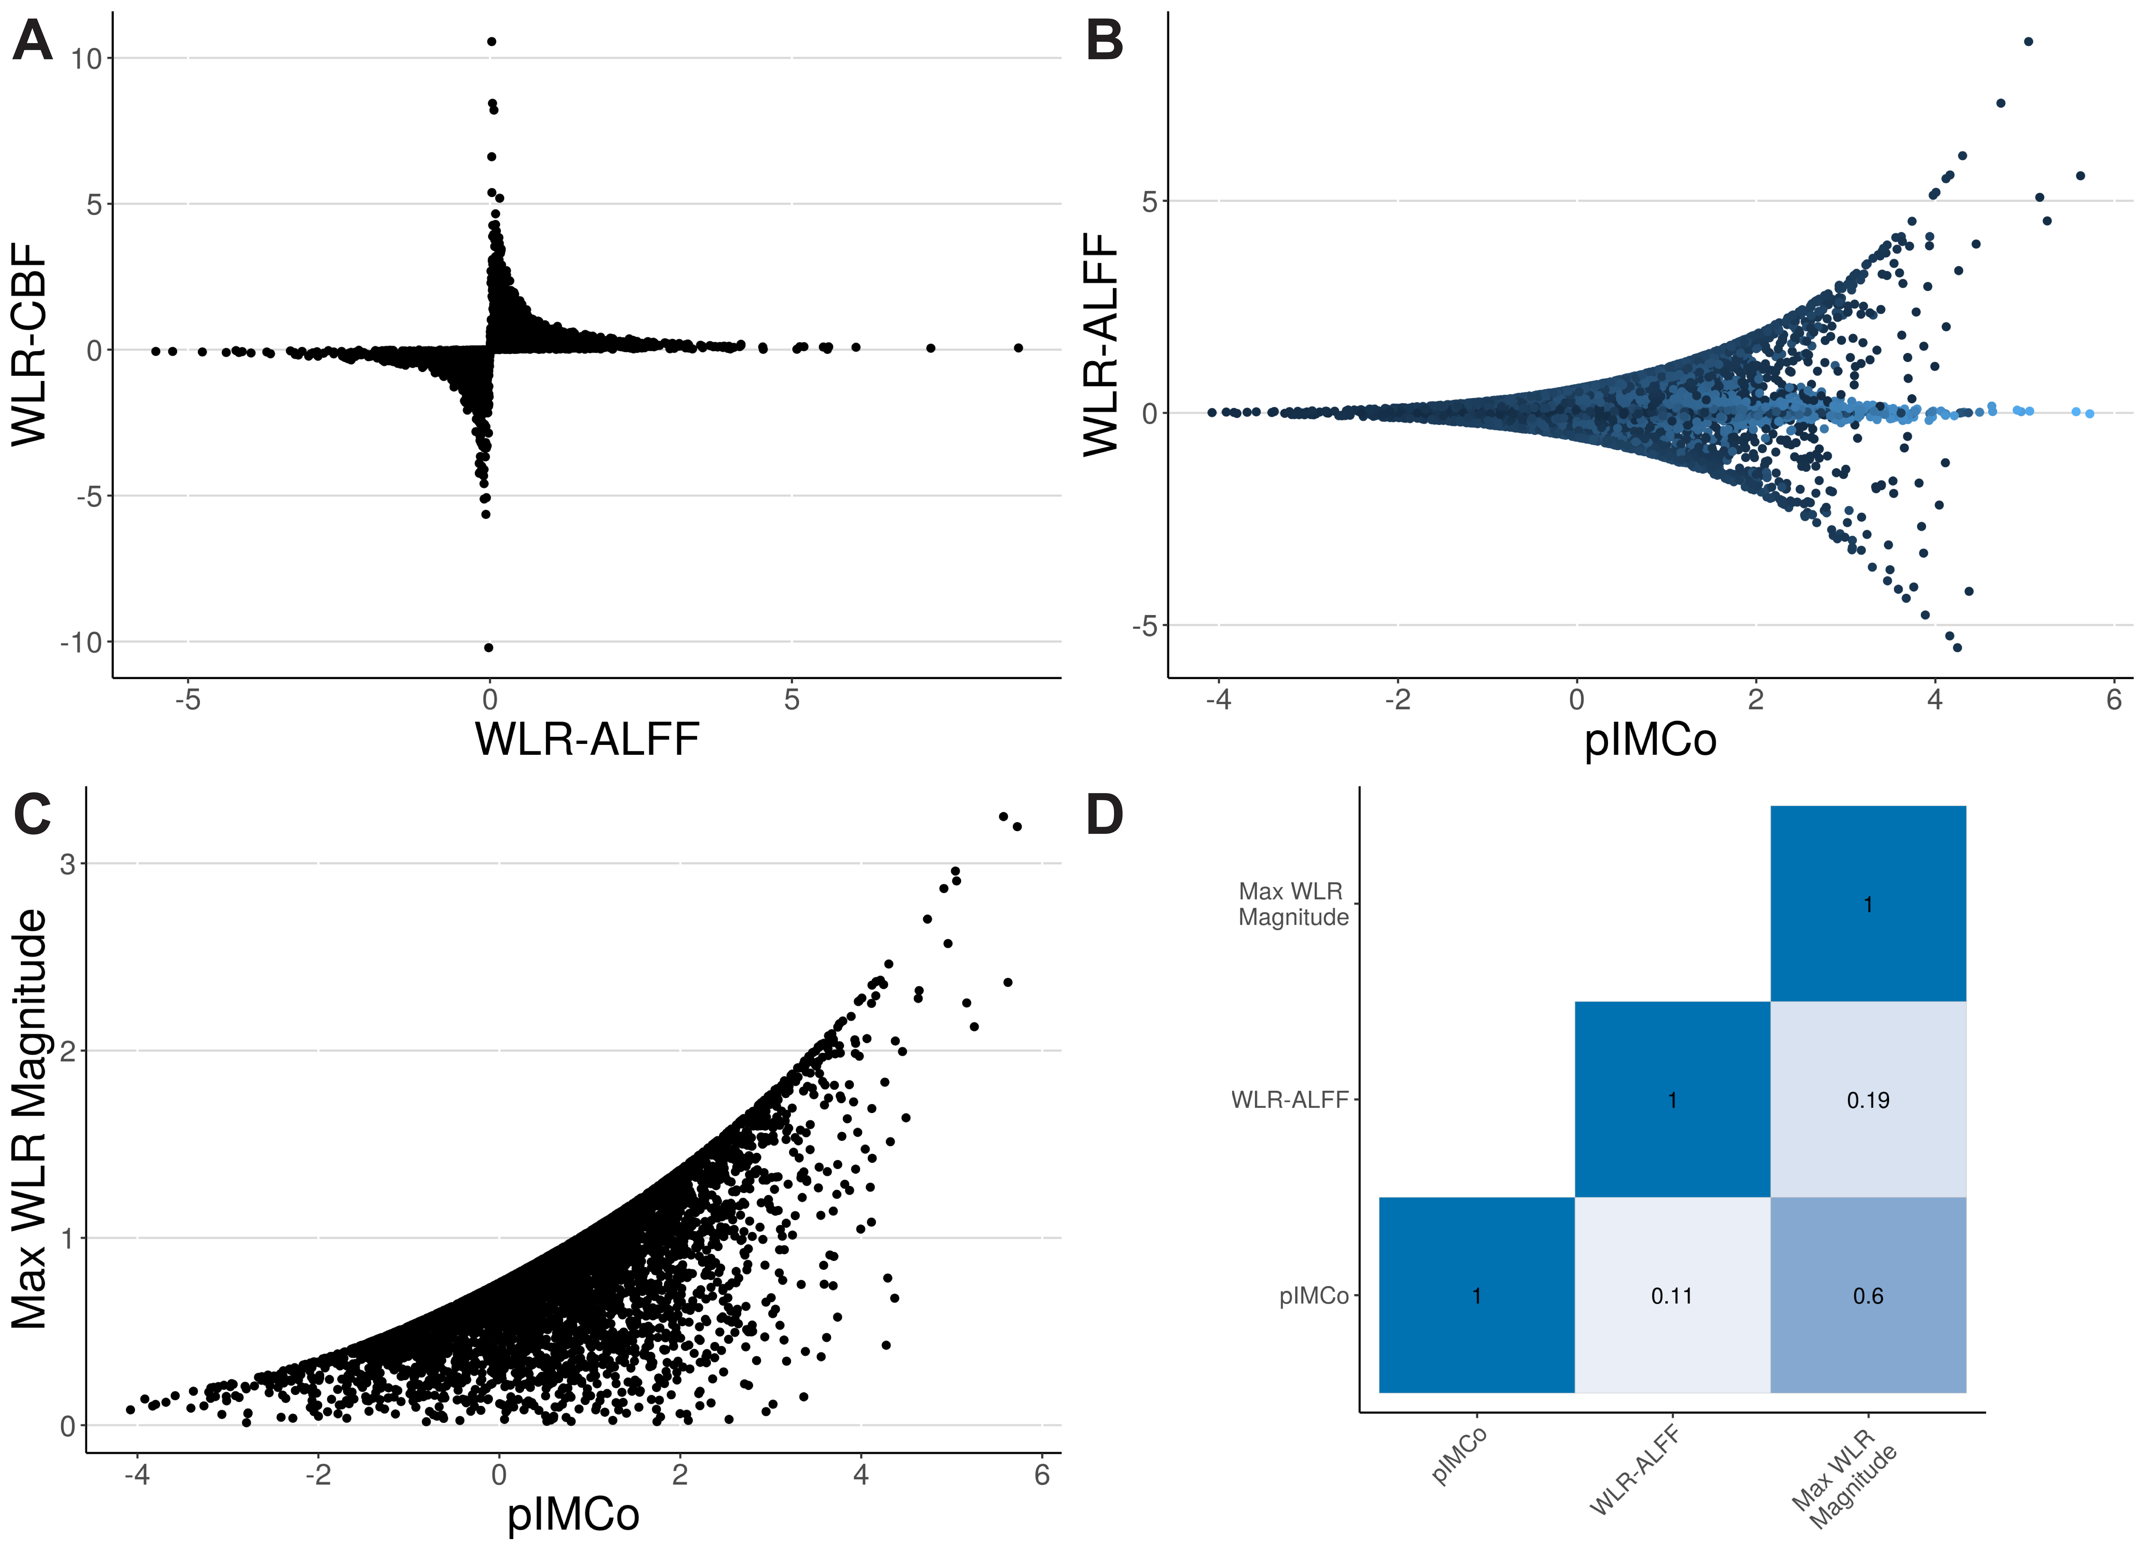 A
10
5
0
-5
-10
WLR-CBF
-5
0
5
WLR-ALFF
B
5
0
-5
WLR-ALFF
-4
-2
0
2
4
6
pIMCo
C
3
2
1
0
Max WLR Magnitude
-4
-2
0
2
4
6
pIMCo
D
Max WLR
Magnitude
1
WLR-ALFF
1
0.19
pIMCo
1
0.11
0.6
pIMCo
WLR-ALFF
Max WLR
Magnitude